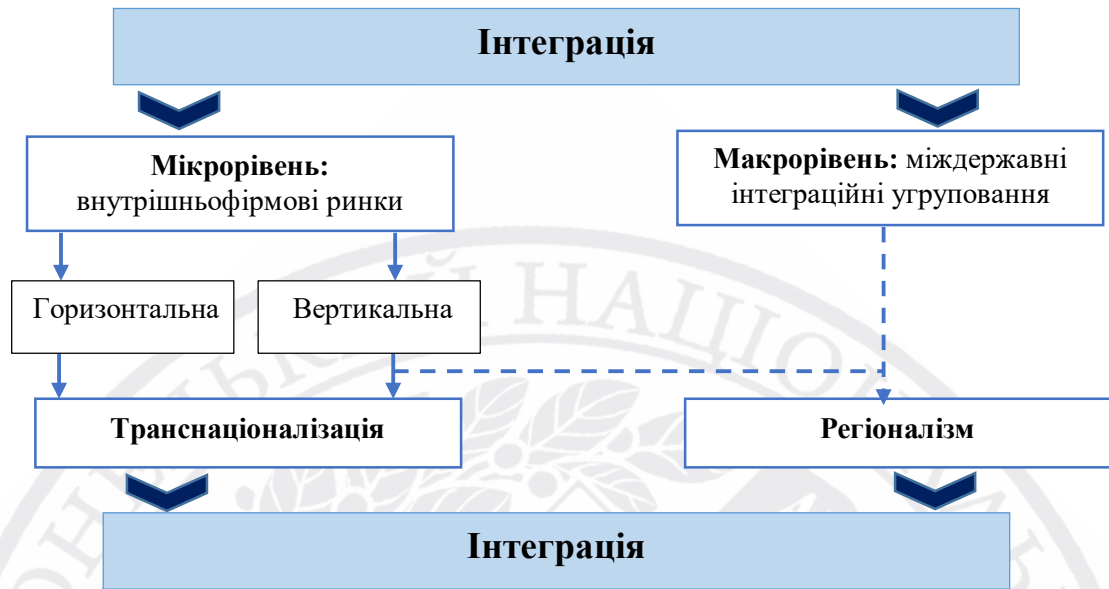 Інтеграція
Мікрорівень:
внутрішньофірмові ринки
Макрорівень: міждержавні
інтеграційні угруповання
Горизонтальна
Вертикальна
Транснаціоналізація
Регіоналізм
Інтеграція